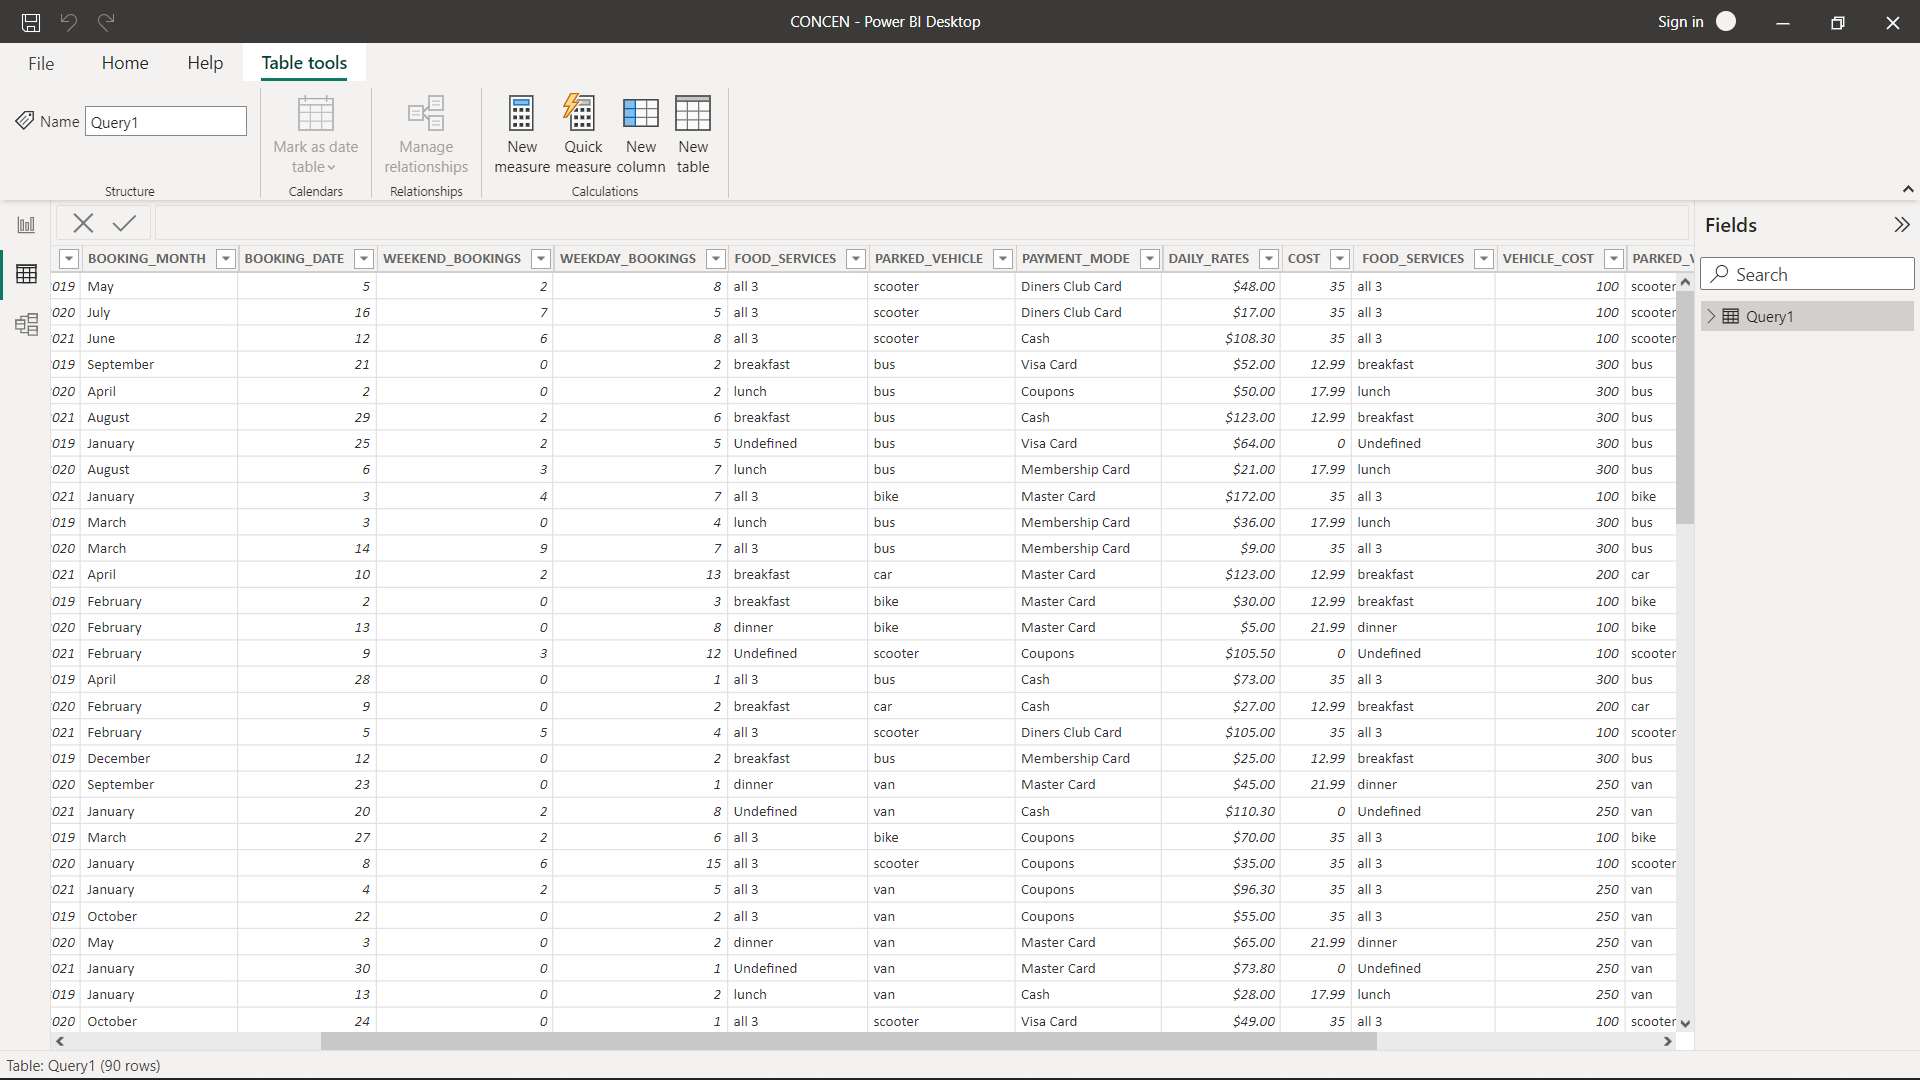 CONCEN - Power BI Desktop
Sign in
File Home Help Table tools
Name Query1
Mark as date table
Manage relationships
New measure
Quick measure
New column
New table
Structure Calendars Relationships Calculations
BOOKING_MONTH BOOKING_DATE WEEKEND_BOOKINGS WEEKDAY_BOOKINGS FOOD_SERVICES PARKED_VEHICLE PAYMENT_MODE DAILY_RATES COST FOOD_SERVICES VEHICLE_COST PARKED_V
019 May 5 2 8 all 3 scooter Diners Club Card $48.00 35 all 3 100 scooter
020 July 16 7 5 all 3 scooter Diners Club Card $17.00 35 all 3 100 scooter
021 June 12 6 8 all 3 scooter Cash $108.30 35 all 3 100 scooter
019 September 21 0 2 breakfast bus Visa Card $52.00 12.99 breakfast 300 bus
020 April 2 0 2 lunch bus Coupons $50.00 17.99 lunch 300 bus
021 August 29 2 6 breakfast bus Cash $123.00 12.99 breakfast 300 bus
019 January 25 2 5 Undefined bus Visa Card $64.00 0 Undefined 300 bus
020 August 6 3 7 lunch bus Membership Card $21.00 17.99 lunch 300 bus
021 January 3 4 7 all 3 bike Master Card $172.00 35 all 3 100 bike
019 March 3 0 4 lunch bus Membership Card $36.00 17.99 lunch 300 bus
020 March 14 9 7 all 3 bus Membership Card $9.00 35 all 3 300 bus
021 April 10 2 13 breakfast car Master Card $123.00 12.99 breakfast 200 car
019 February 2 0 3 breakfast bike Master Card $30.00 12.99 breakfast 100 bike
020 February 13 0 8 dinner bike Master Card $5.00 21.99 dinner 100 bike
021 February 9 3 12 Undefined scooter Coupons $105.50 0 Undefined 100 scooter
019 April 28 0 1 all 3 bus Cash $73.00 35 all 3 300 bus
020 February 9 0 2 breakfast car Cash $27.00 12.99 breakfast 200 car
021 February 5 5 4 all 3 scooter Diners Club Card $105.00 35 all 3 100 scooter
019 December 12 0 2 breakfast bus Membership Card $25.00 12.99 breakfast 300 bus
020 September 23 0 1 dinner van Master Card $45.00 21.99 dinner 250 van
021 January 20 2 8 Undefined van Cash $110.30 0 Undefined 250 van
019 March 27 2 6 all 3 bike Coupons $70.00 35 all 3 100 bike
020 January 8 6 15 all 3 scooter Coupons $35.00 35 all 3 100 scooter
021 January 4 2 5 all 3 van Coupons $96.30 35 all 3 250 van
019 October 22 0 2 all 3 van Coupons $55.00 35 all 3 250 van
020 May 3 0 2 dinner van Master Card $65.00 21.99 dinner 250 van
021 January 30 0 1 Undefined van Master Card $73.80 0 Undefined 250 van
019 January 13 0 2 lunch van Cash $28.00 17.99 lunch 250 van
020 October 24 0 1 all 3 scooter Visa Card $49.00 35 all 3 100 scooter
Fields
Search
Query1
Table: Query1 (90 rows)